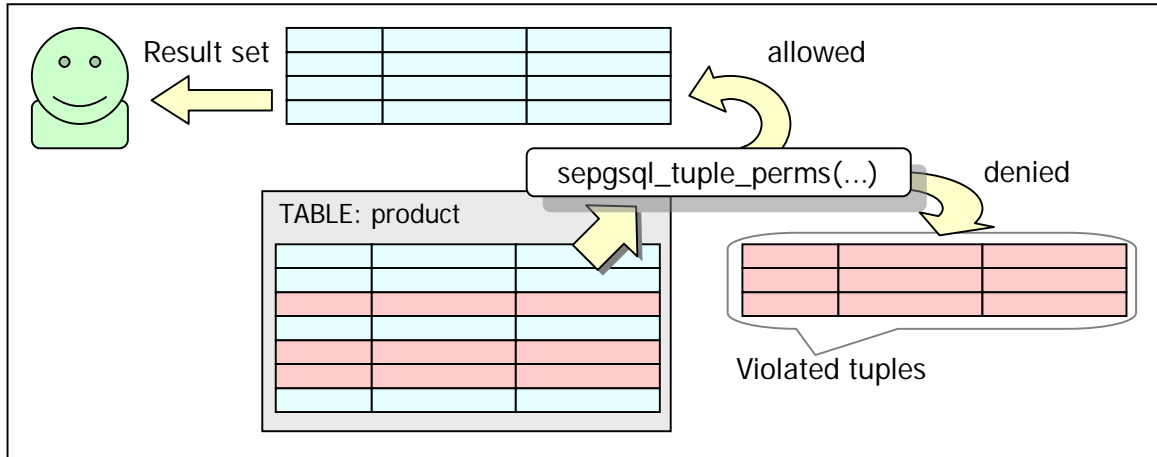 Result set
allowed
sepgsql_tuple_perms(...)
denied
TABLE: product
Violated tuples